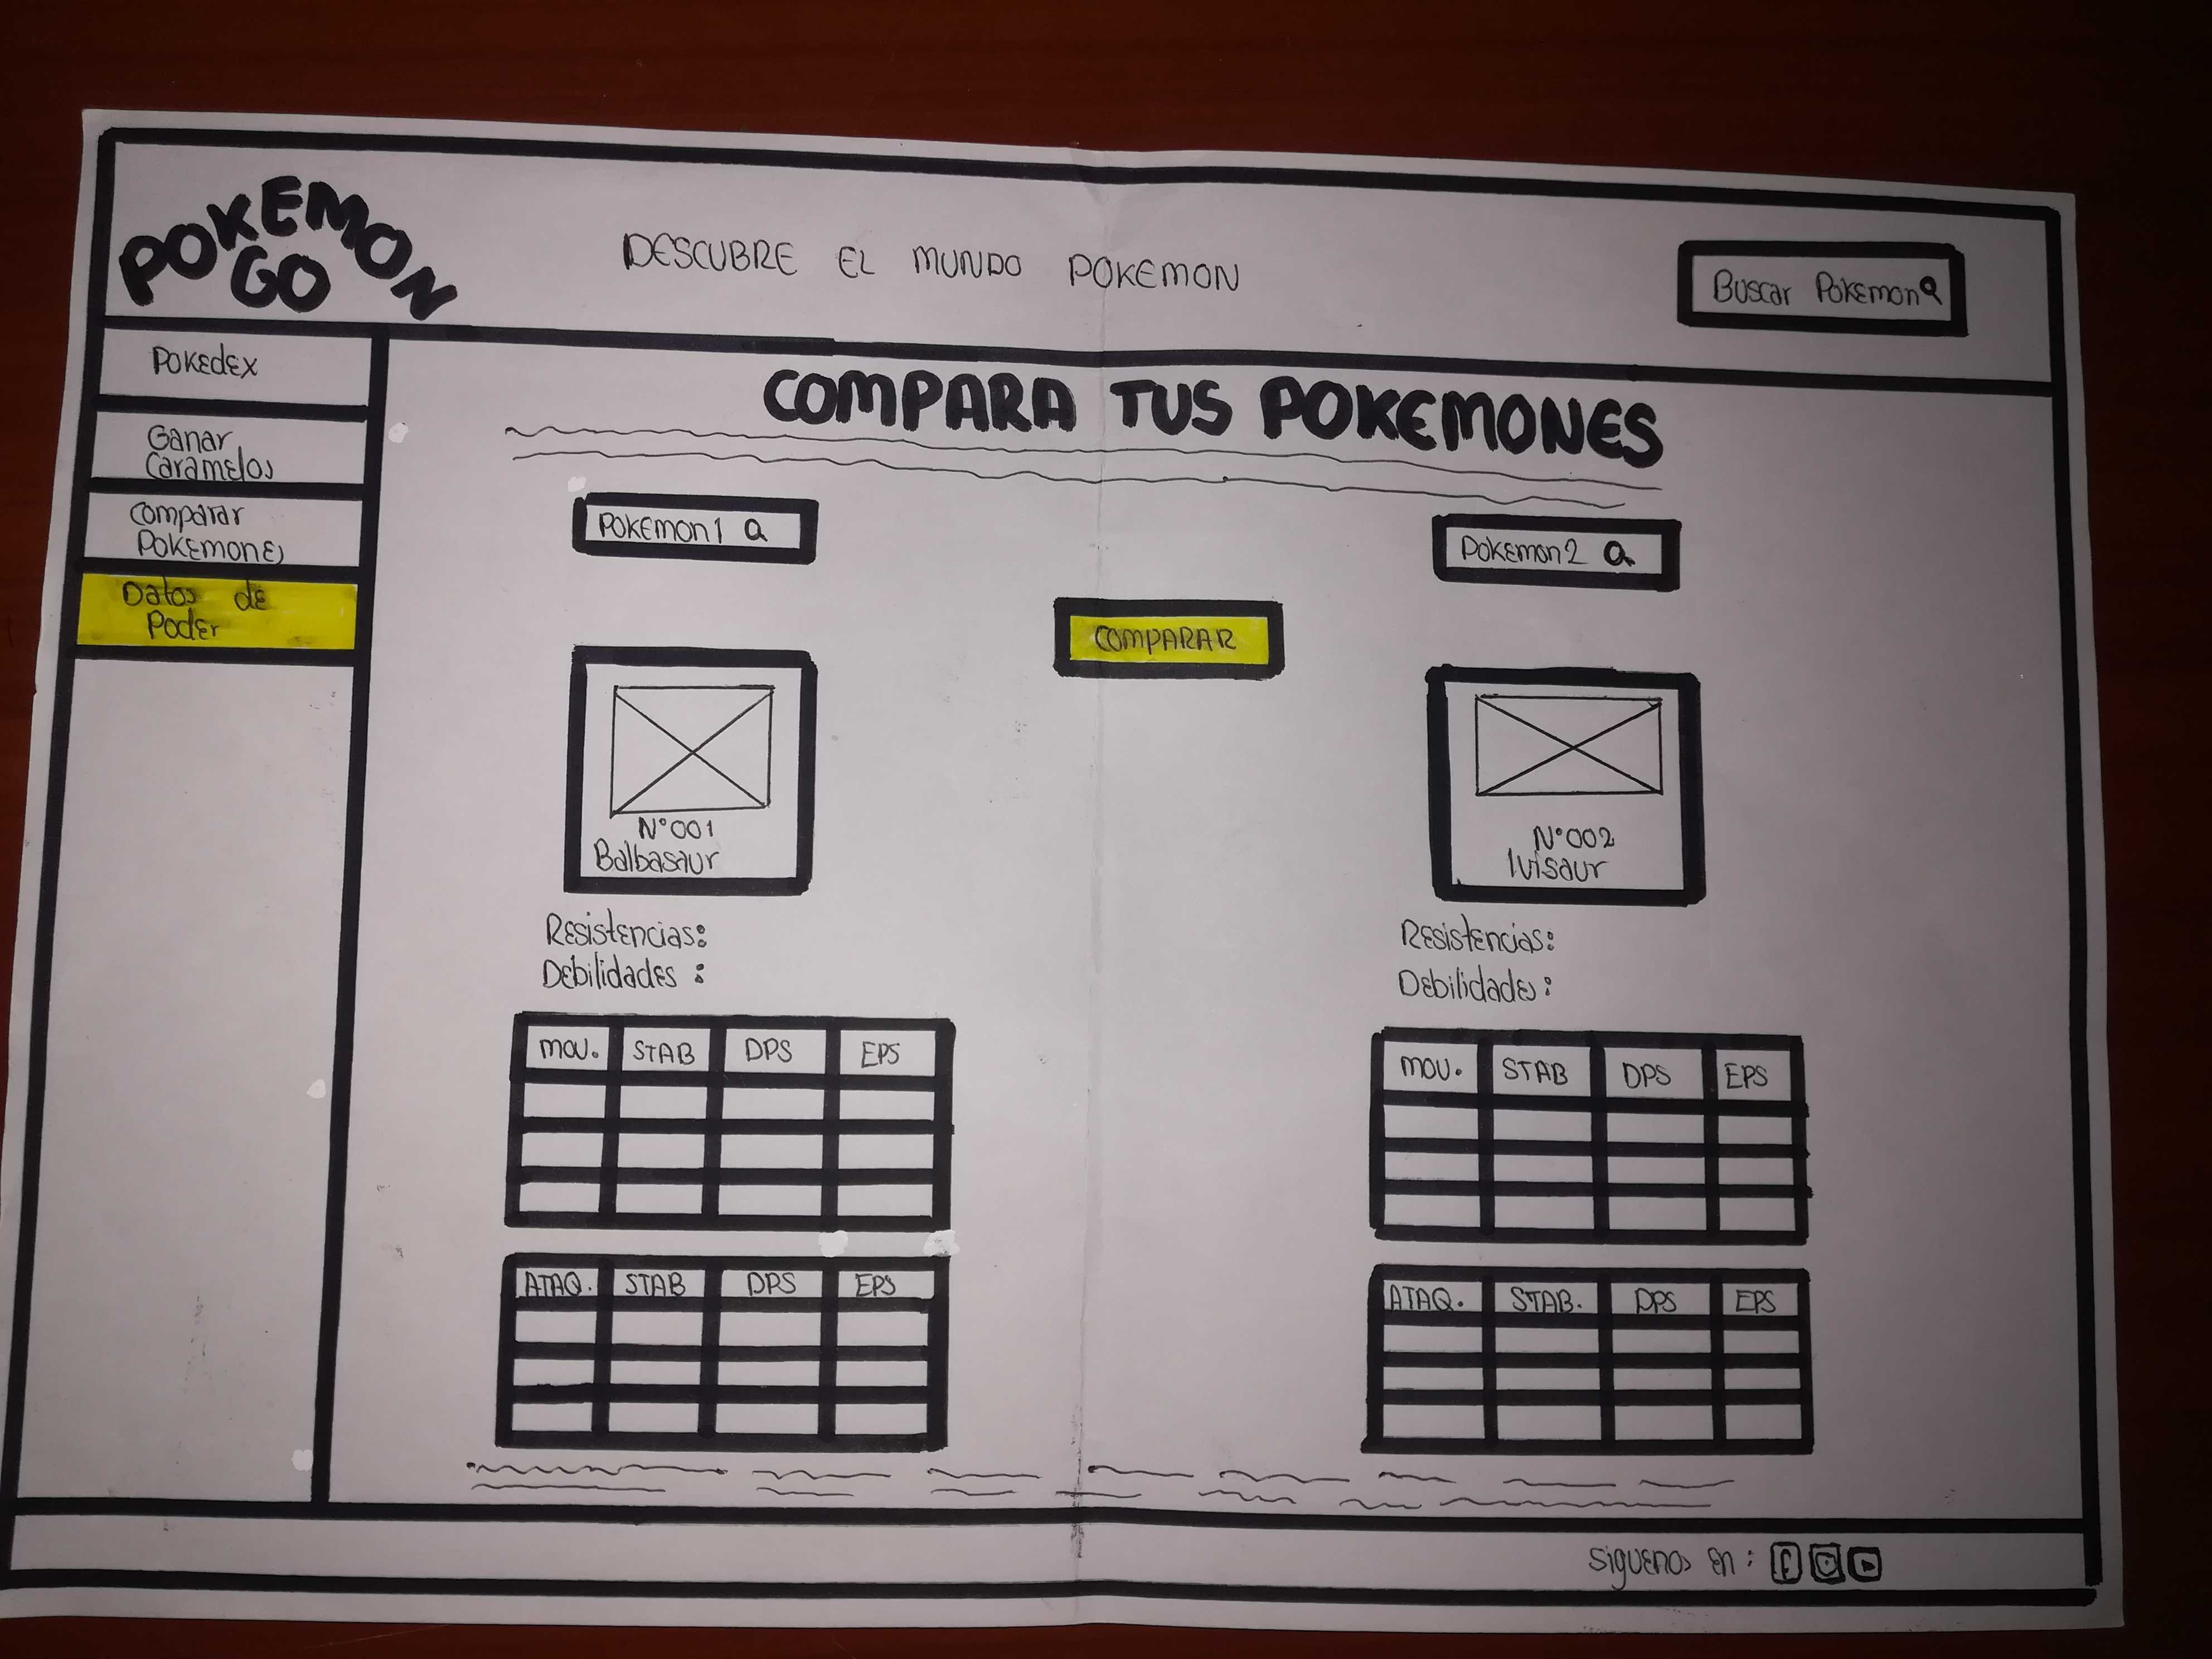 POKEMON
GO
DESCUBRE EL MUNDO POKEMON
Buscar Pokemon
Pokedex
Ganar
Caramelos
Comparar
Pokemones
Datos de
Poder
COMPARA TUS POKEMONES
Pokemon1
Pokemon2
COMPARAR
N°001
Balbasaur
N°002
Ivisaur
Resistencias:
Debilidades :
Resistencias:
Debilidades:
MOV. STAB DPS EPS
MOV. STAB DPS EPS
ATAQ. STAB DPS EPS
ATAQ. STAB. DPS EPS
Siguenos en :